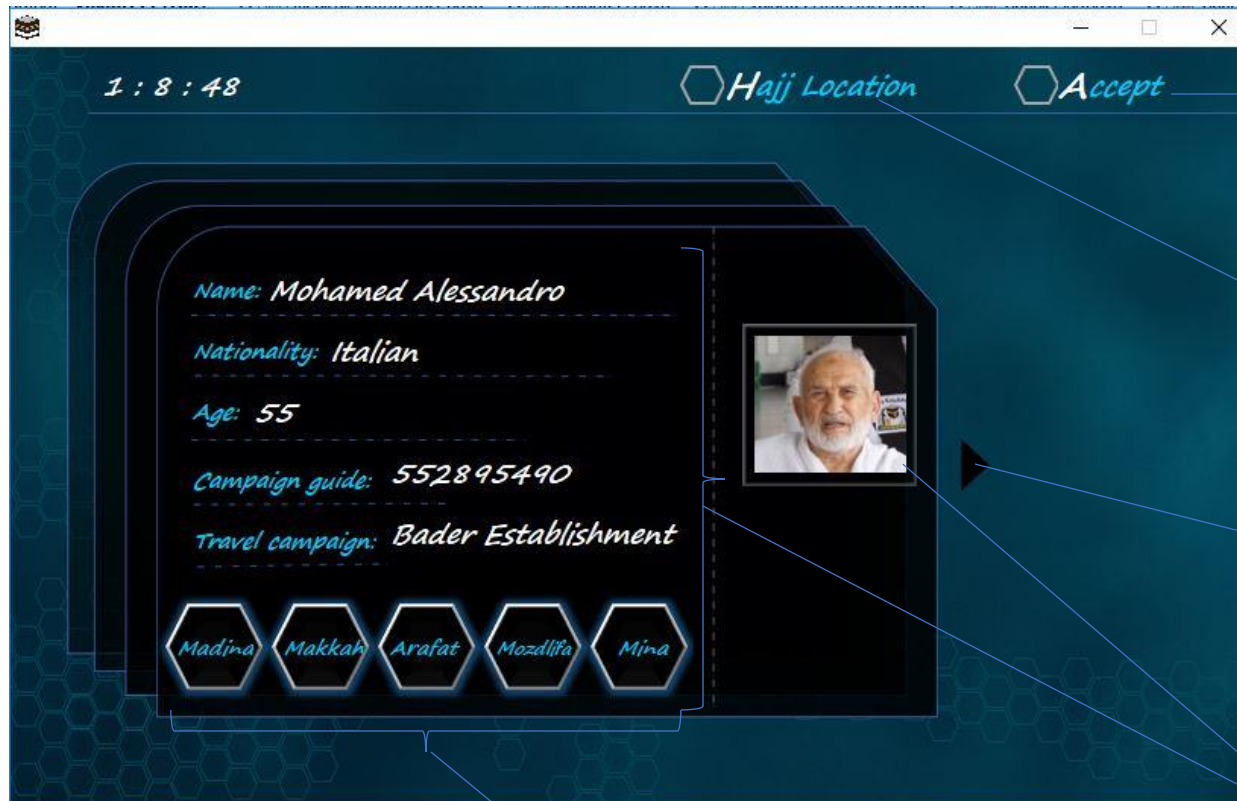 1 : 8 : 48
Hajj Location
Accept
Name: Mohamed Alessandro
Nationality: Italian
Age: 55
Campaign guide: 552895490
Travel campaign: Bader Establishment
Madina Makkah Arafat Mozdlifa Mina